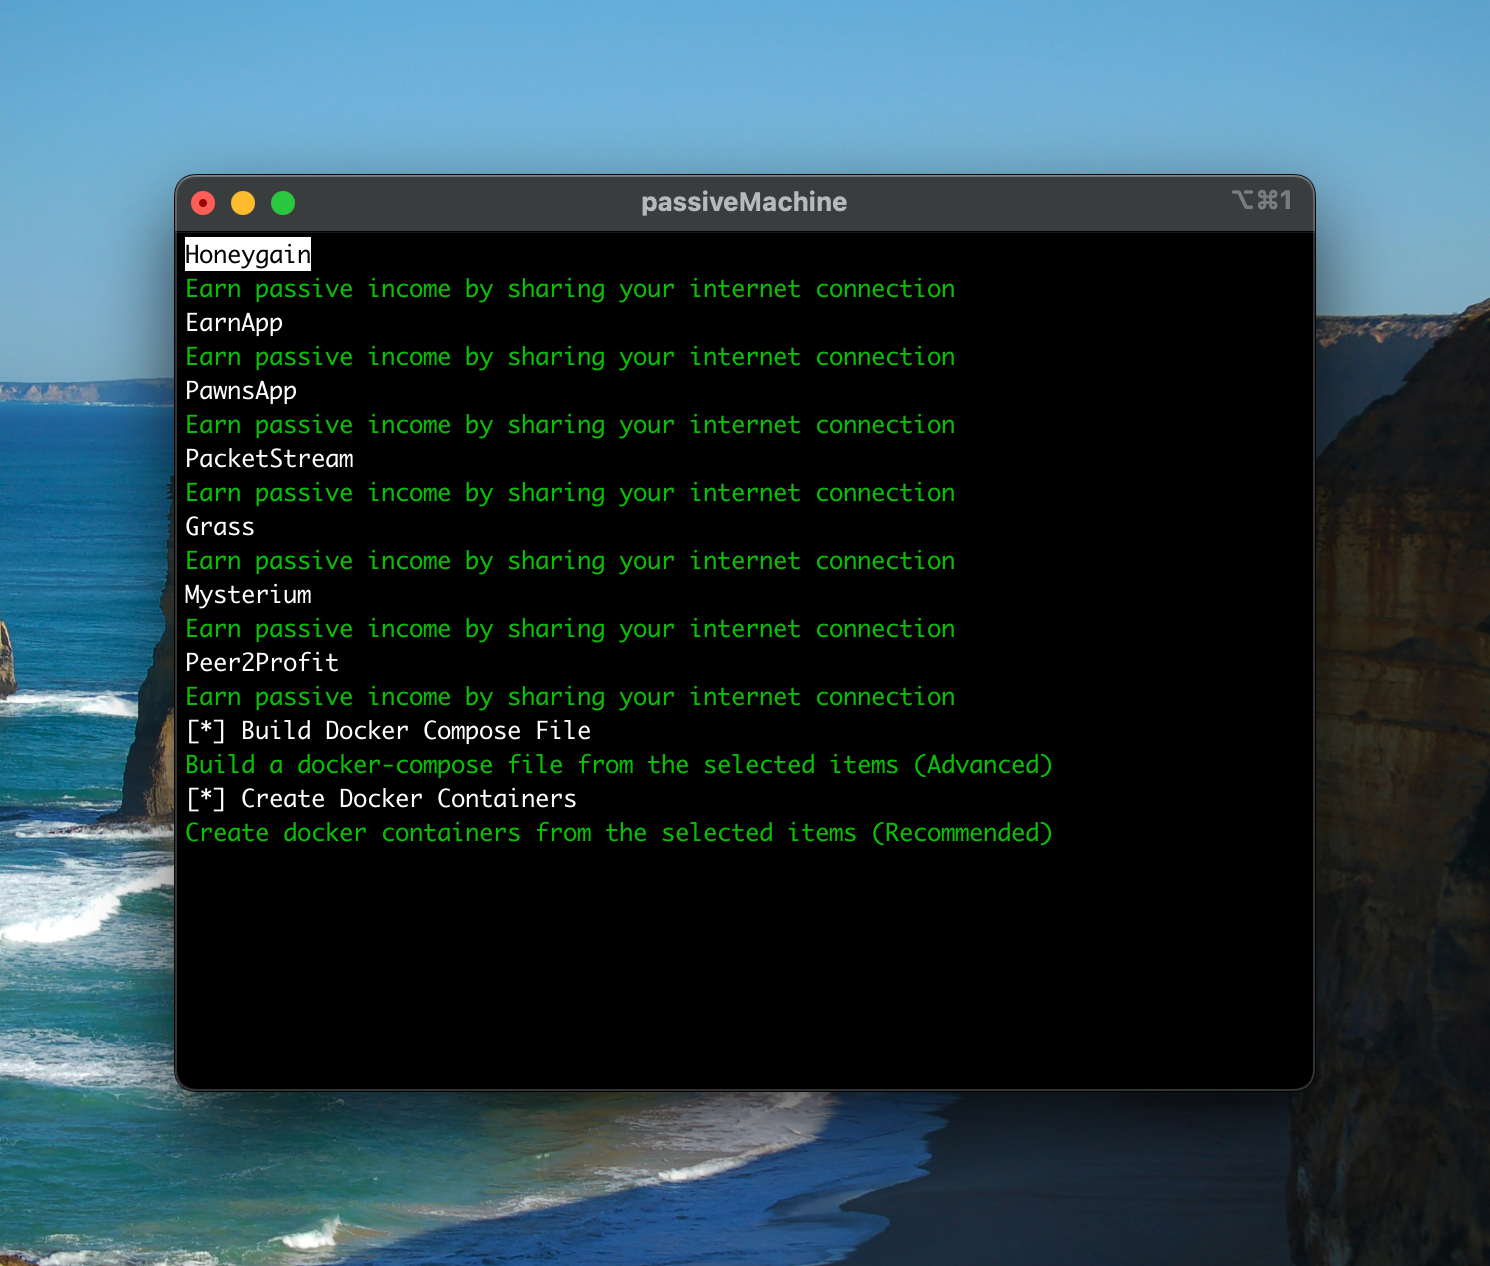 passiveMachine
⌥⌘1
Honeygain
Earn passive income by sharing your internet connection
EarnApp
Earn passive income by sharing your internet connection
PawnsApp
Earn passive income by sharing your internet connection
PacketStream
Earn passive income by sharing your internet connection
Grass
Earn passive income by sharing your internet connection
Mysterium
Earn passive income by sharing your internet connection
Peer2Profit
Earn passive income by sharing your internet connection
[*] Build Docker Compose File
Build a docker-compose file from the selected items (Advanced)
[*] Create Docker Containers
Create docker containers from the selected items (Recommended)